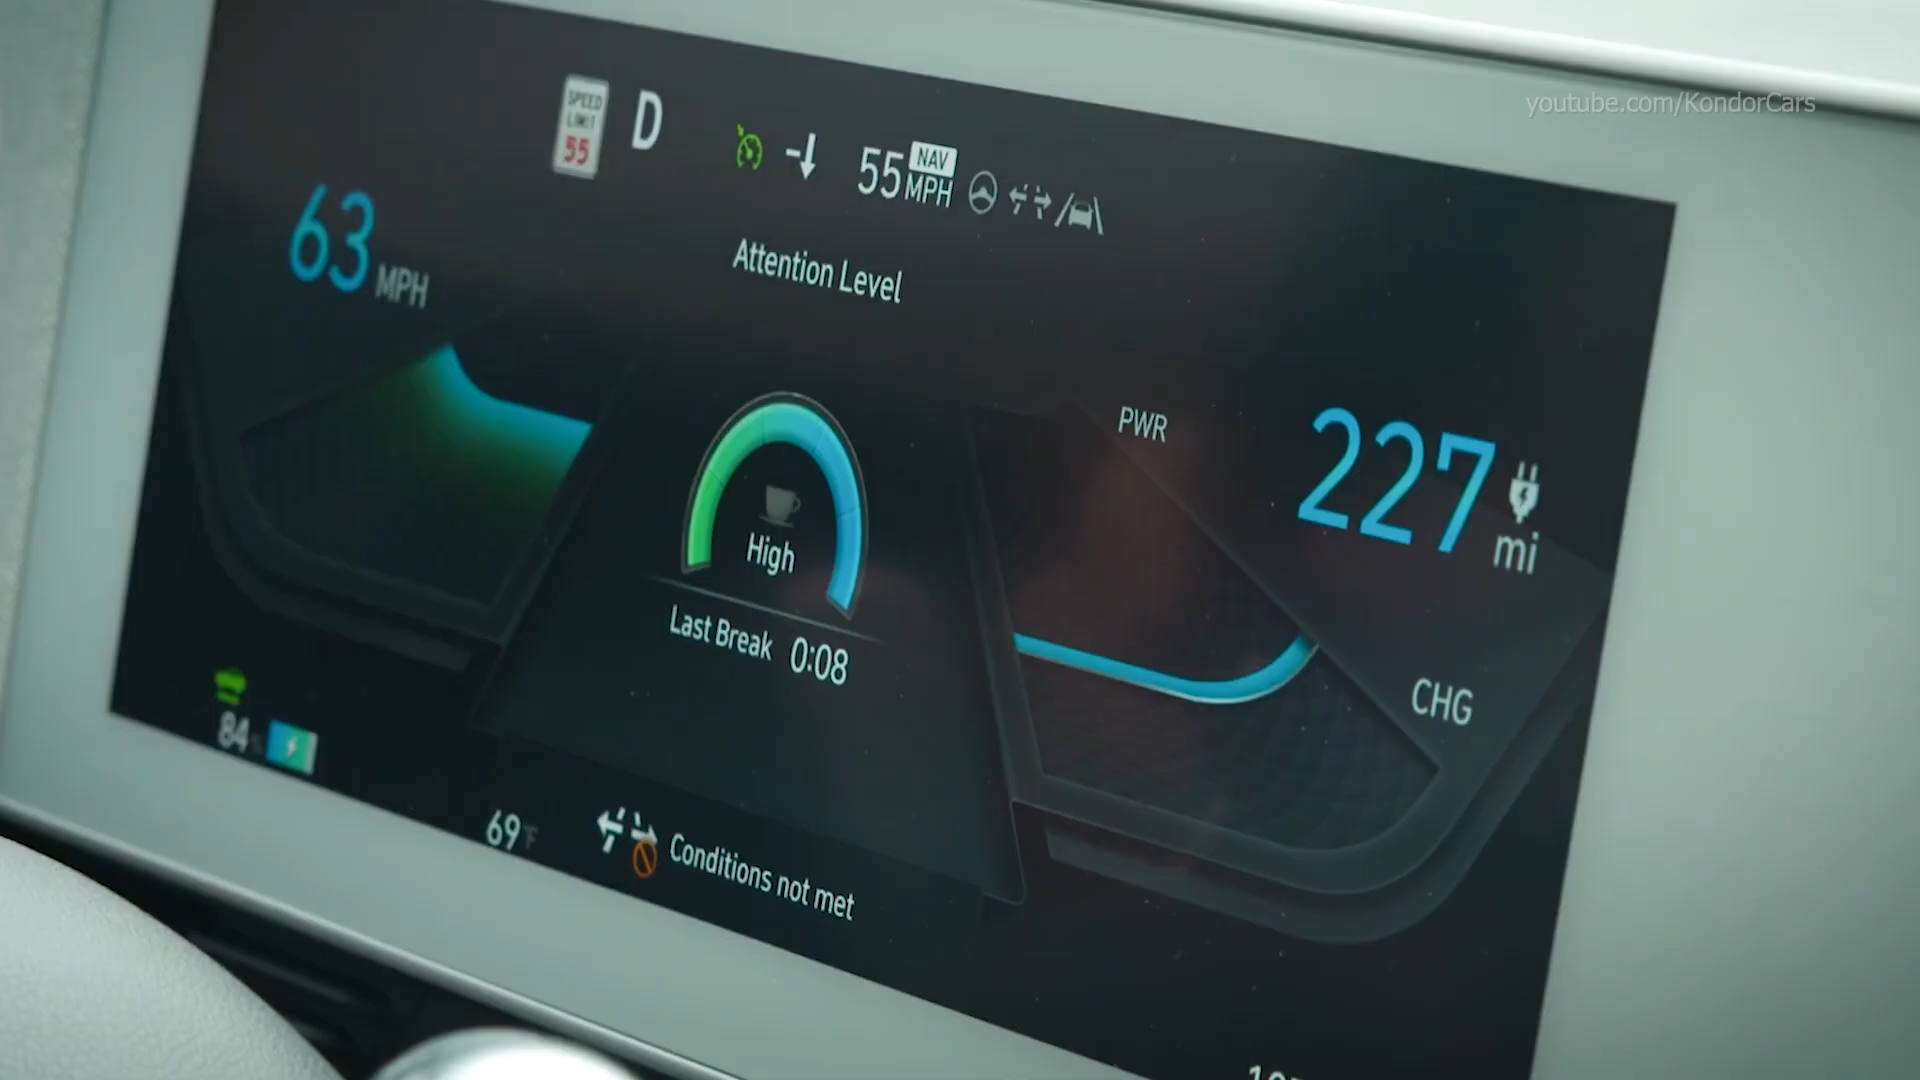 youtube.com/KondorCars
SPEED
LIMIT
55
D
55 NAV
MPH
63 MPH
Attention Level
PWR
227 mi
High
Last Break 0:08
CHG
84
69°F
Conditions not met